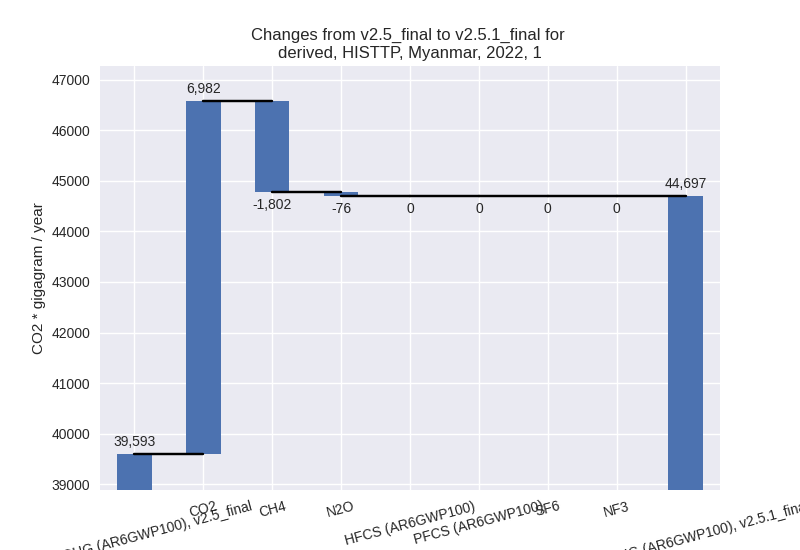 Changes from v2.5_final to v2.5.1_final for
derived, HISTTP, Myanmar, 2022, 1
CO2 * gigagram / year
47000
46000
45000
44000
43000
42000
41000
40000
39000
39,593
6,982
-1,802
-76
0
0
0
0
44,697
(AR6GWP100), v2.5_final
CO2
CH4
N2O
HFCS (AR6GWP100)
PFCS (AR6GWP100)
SF6
NF3
(AR6GWP100), v2.5.1